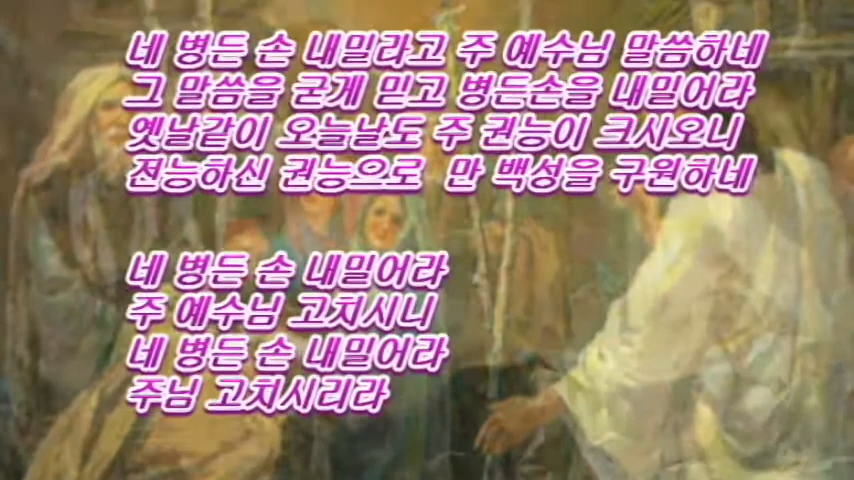 네 병든 손 내밀라고 주 예수님 말씀하네
그 말씀을 굳게 믿고 병든손을 내밀어라
옛날같이 오늘날도 주 권능이 크시오니
전능하신 권능으로 만 백성을 구원하네
네 병든 손 내밀어라
주 예수님 고치시니
네 병든 손 내밀어라
주님 고치시리라